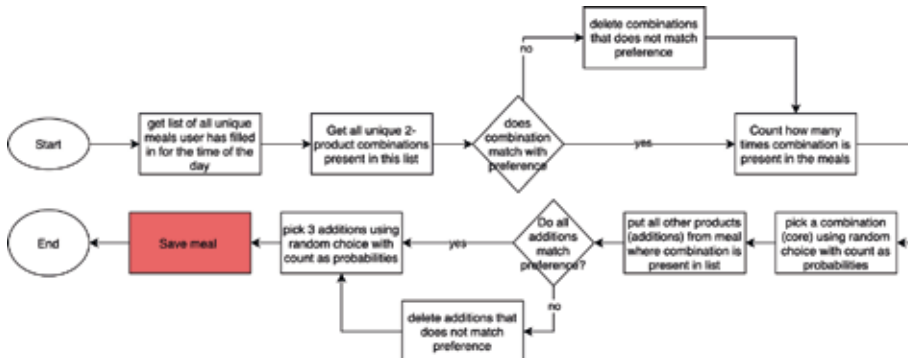 delete combinations
that does not match
preference
no
Start
get list of all unique
meals user has filled
in for the time of the
day
Get all unique 2-
product combinations
present in this list
does
combination
match with
preference
yes
Count how many
times combination is
present in the meals
End
Save meal
pick 3 additions using
random choice with
count as probabilities
yes
Do all
additions
match
preference?
put all other products
(additions) from meal
where combination is
present in list
pick a combination
(core) using random
choice with count as
probabilities
no
delete additions that
does not match
preference